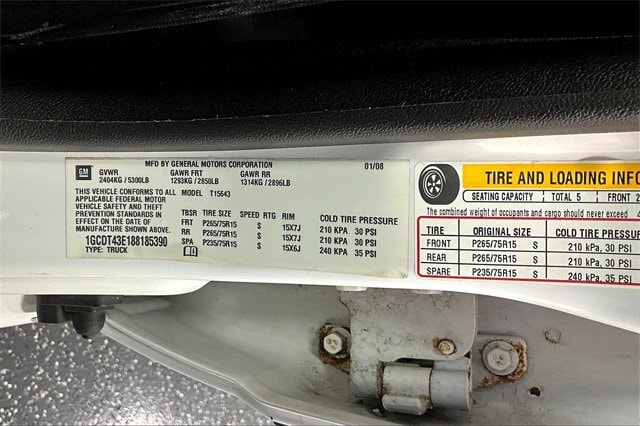 MFD BY GENERAL MOTORS CORPORATION 01/08
GM
GVWR GAWR FRT GAWR RR
2404KG / 5300LB 1293KG / 2850LB 1314KG / 2896LB
THIS VEHICLE CONFORMS TO ALL MODEL T15643
APPLICABLE FEDERAL MOTOR
VEHICLE SAFETY AND THEFT
PREVENTION STANDARDS IN
EFFECT ON THE DATE OF
MANUFACTURE SHOWN ABOVE.
1GCDT43E188185390
TYPE: TRUCK
TBSR TIRE SIZE SPEED RTG RIM COLD TIRE PRESSURE
FRT P265/75R15 S 15X7J 210 KPA 30 PSI
RR P265/75R15 S 15X7J 210 KPA 30 PSI
SPA P235/75R15 S 15X6J 240 KPA 35 PSI
TIRE AND LOADING INFO
SEATING CAPACITY TOTAL 5 FRONT 2
The combined weight of occupants and cargo should never exceed
TIRE ORIGINAL SIZE COLD TIRE PRESSU
FRONT P265/75R15 S 210 kPa, 30 PSI
REAR P265/75R15 S 210 kPa, 30 PSI
SPARE P235/75R15 S 240 kPa, 35 PSI